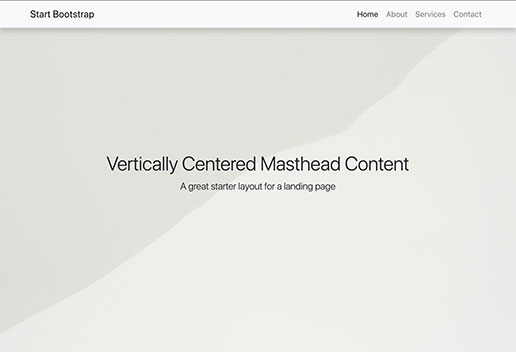 Start Bootstrap
Home About Services Contact
Vertically Centered Masthead Content
A great starter layout for a landing page